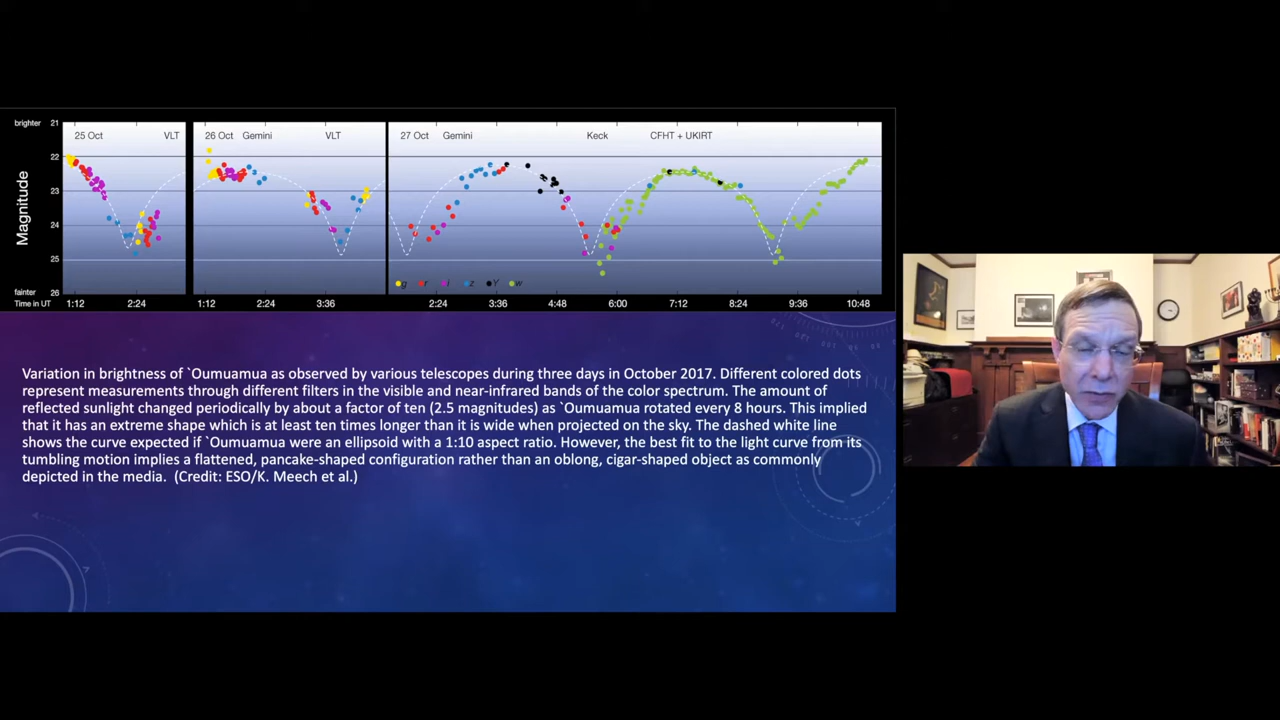 brighter
21
22
23
24
25
26
fainter
Magnitude
Time in UT
25 Oct VLT
26 Oct Gemini VLT
27 Oct Gemini Keck CFHT + UKIRT
g r i z Y w
1:12 2:24 1:12 2:24 3:36 2:24 3:36 4:48 6:00 7:12 8:24 9:36 10:48
Variation in brightness of `Oumuamua as observed by various telescopes during three days in October 2017. Different colored dots
represent measurements through different filters in the visible and near-infrared bands of the color spectrum. The amount of
reflected sunlight changed periodically by about a factor of ten (2.5 magnitudes) as `Oumuamua rotated every 8 hours. This implied
that it has an extreme shape which is at least ten times longer than it is wide when projected on the sky. The dashed white line
shows the curve expected if `Oumuamua were an ellipsoid with a 1:10 aspect ratio. However, the best fit to the light curve from its
tumbling motion implies a flattened, pancake-shaped configuration rather than an oblong, cigar-shaped object as commonly
depicted in the media. (Credit: ESO/K. Meech et al.)